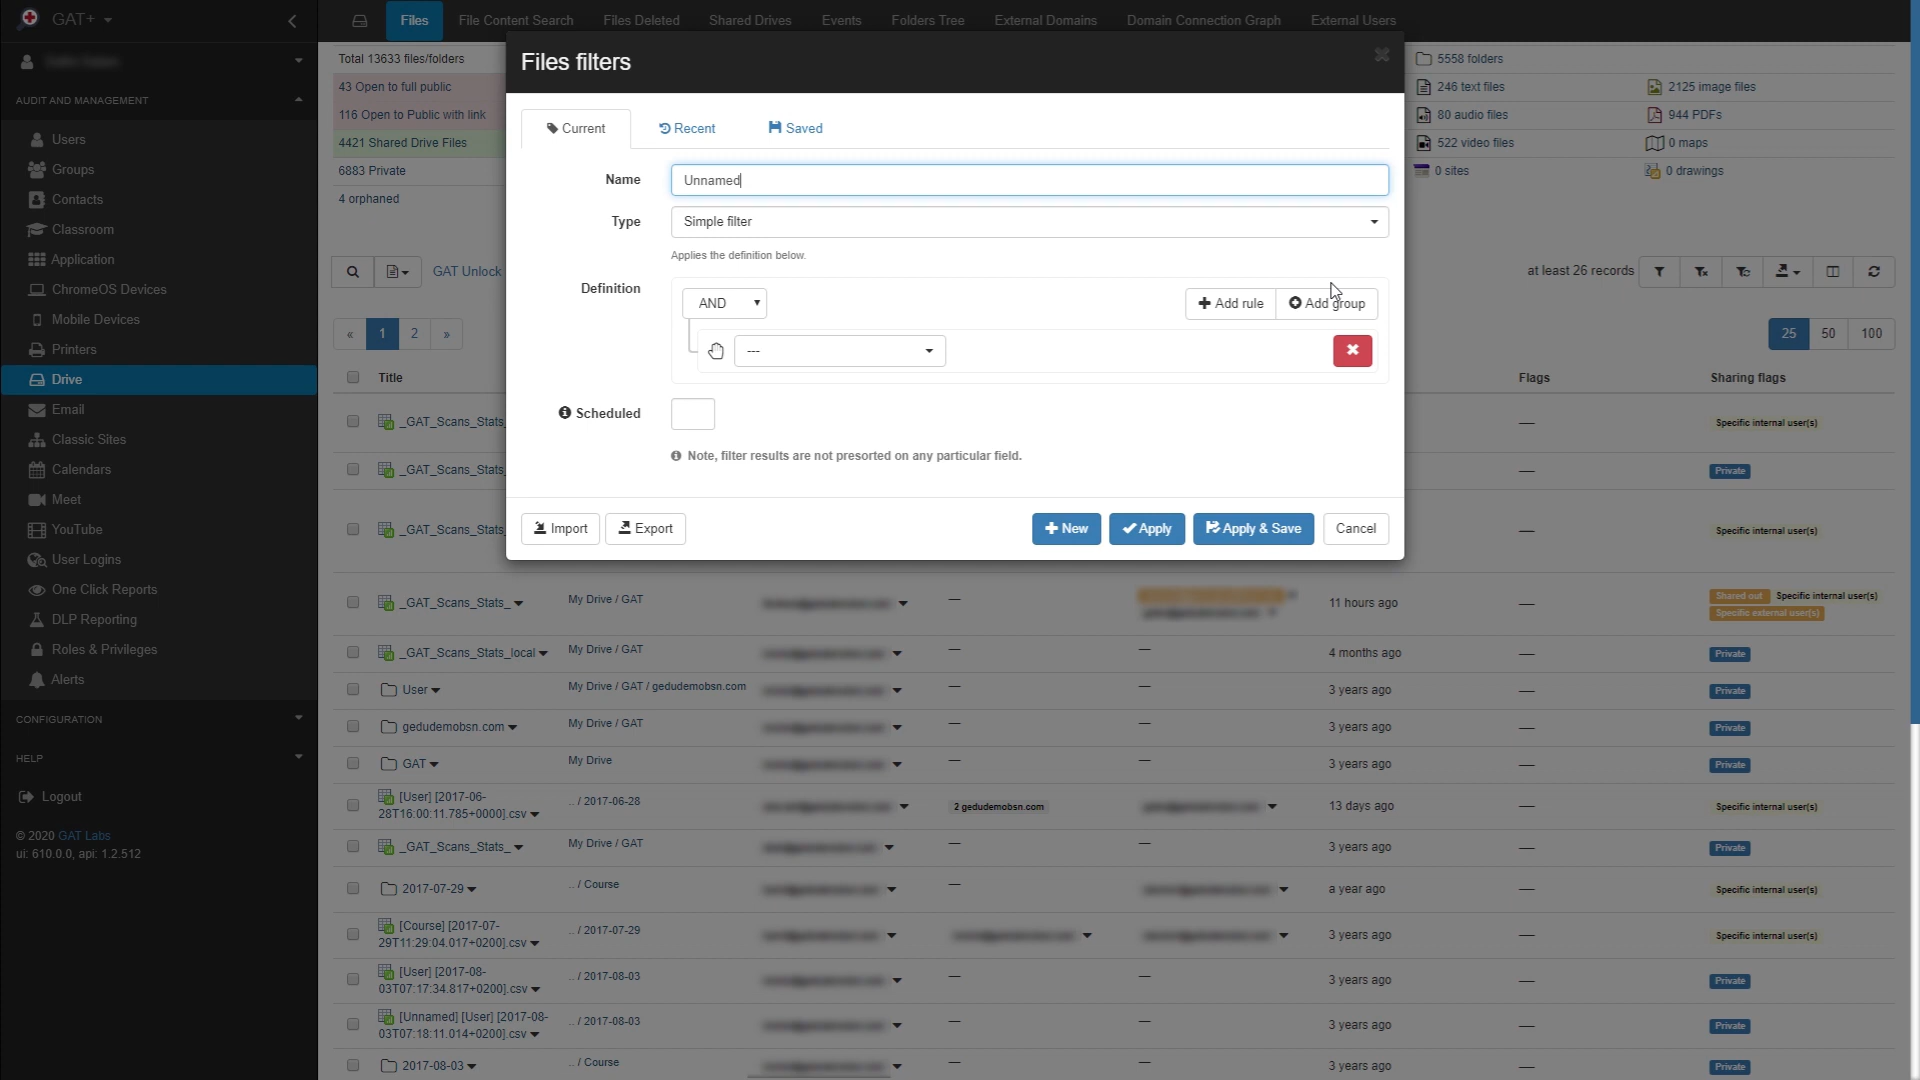 GAT+
Files
File Content Search
Files Deleted
Shared Drives
Events
Folders Tree
External Domains
Domain Connection Graph
External Users
AUDIT AND MANAGEMENT
Users
Groups
Contacts
Classroom
Application
ChromeOS Devices
Mobile Devices
Printers
Drive
Email
Classic Sites
Calendars
Meet
YouTube
User Logins
One Click Reports
DLP Reporting
Roles & Privileges
Alerts
CONFIGURATION
HELP
Logout
© 2020 GAT Labs
ui: 610.0.0, api: 1.2.512
Total 13633 files/folders
43 Open to full public
116 Open to Public with link
4421 Shared Drive Files
6883 Private
4 orphaned
5558 folders
246 text files
2125 image files
80 audio files
944 PDFs
522 video files
0 maps
0 sites
0 drawings
Files filters
Current
Recent
Saved
Name
Unnamed
Type
Simple filter
Applies the definition below.
Definition
AND
Add rule
Add group
---
Scheduled
Note, filter results are not presorted on any particular field.
Import
Export
New
Apply
Apply & Save
Cancel
GAT Unlock
at least 26 records
« 1 2 »
25 50 100
Title
Flags
Sharing flags
_GAT_Scans_Stats_
—
Specific internal user(s)
_GAT_Scans_Stats_
—
Private
_GAT_Scans_Stats_
—
Specific internal user(s)
_GAT_Scans_Stats_
My Drive / GAT
—
11 hours ago
—
Shared out Specific internal user(s)
Specific external user(s)
_GAT_Scans_Stats_local
My Drive / GAT
—
—
4 months ago
—
Private
User
My Drive / GAT / gedudemobsn.com
—
—
3 years ago
—
Private
gedudemobsn.com
My Drive / GAT
—
—
3 years ago
—
Private
GAT
My Drive
—
—
3 years ago
—
Private
[User] [2017-06-
28T16:00:11.785+0000].csv
.. / 2017-06-28
2 gedudemobsn.com
13 days ago
—
Specific internal user(s)
_GAT_Scans_Stats_
My Drive / GAT
—
—
3 years ago
—
Private
2017-07-29
.. / Course
—
a year ago
—
Specific internal user(s)
[Course] [2017-07-
29T11:29:04.017+0200].csv
.. / 2017-07-29
3 years ago
—
Specific internal user(s)
[User] [2017-08-
03T07:17:34.817+0200].csv
.. / 2017-08-03
—
—
3 years ago
—
Private
[Unnamed] [User] [2017-08-
03T07:18:11.014+0200].csv
.. / 2017-08-03
—
—
3 years ago
—
Private
2017-08-03
.. / Course
—
—
3 years ago
—
Private